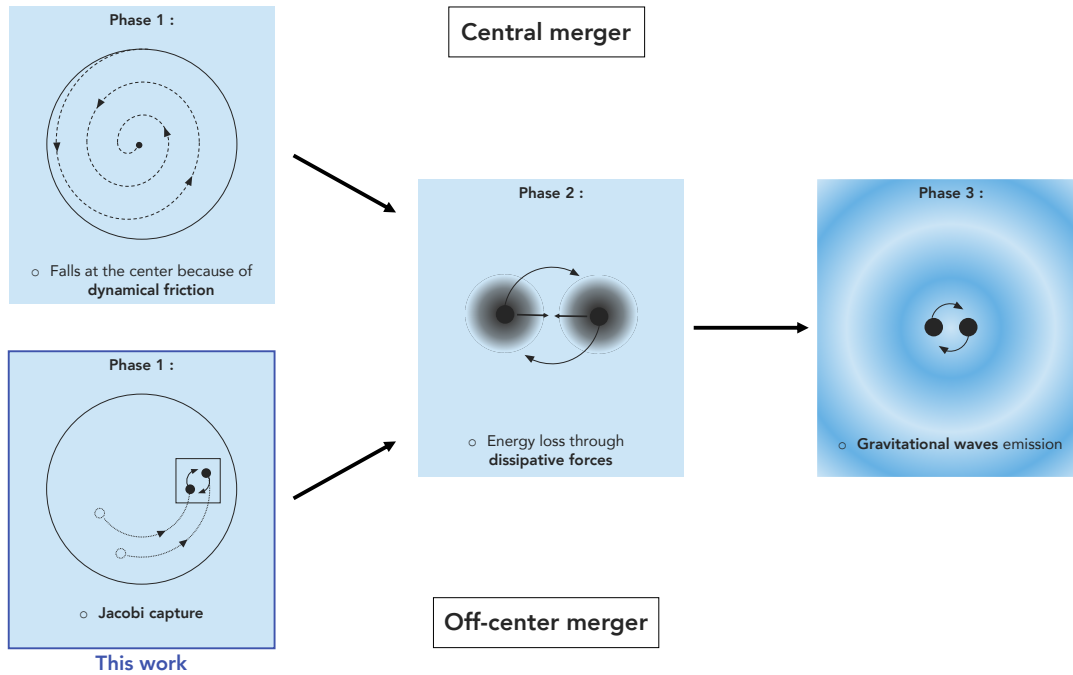 Central merger
Phase 1 :
○ Falls at the center because of
dynamical friction
Phase 2 :
○ Energy loss through
dissipative forces
Phase 3 :
○ Gravitational waves emission
Phase 1 :
○ Jacobi capture
This work
Off-center merger